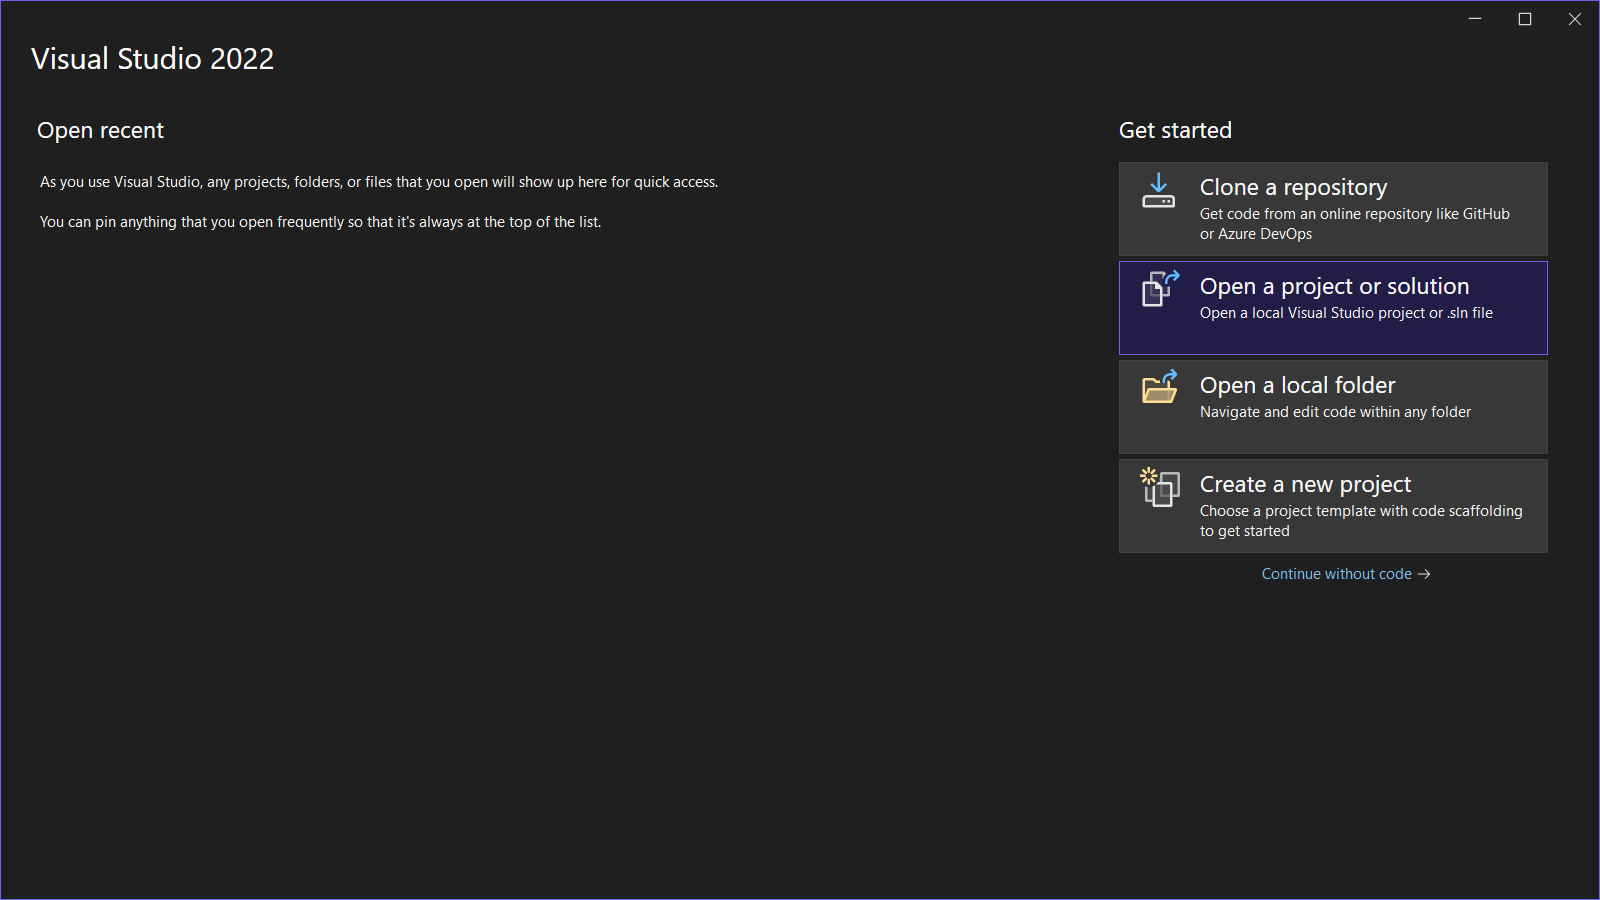 Visual Studio 2022
Open recent
As you use Visual Studio, any projects, folders, or files that you open will show up here for quick access.
You can pin anything that you open frequently so that it's always at the top of the list.
Get started
Clone a repository
Get code from an online repository like GitHub
or Azure DevOps
Open a project or solution
Open a local Visual Studio project or .sln file
Open a local folder
Navigate and edit code within any folder
Create a new project
Choose a project template with code scaffolding
to get started
Continue without code →